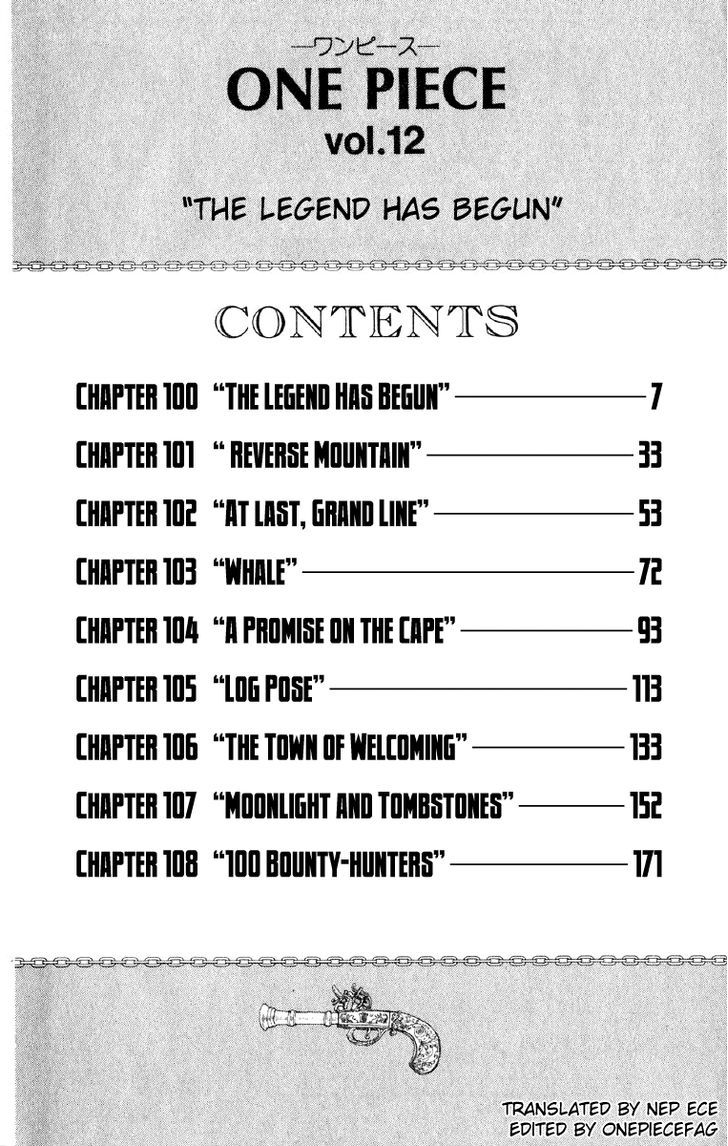 —ワンピース—
ONE PIECE
vol.12
"THE LEGEND HAS BEGUN"
CONTENTS
CHAPTER 100 “THE LEGEND HAS BEGUN” 7
CHAPTER 101 “ REVERSE MOUNTAIN” 33
CHAPTER 102 “AT LAST, GRAND LINE” 53
CHAPTER 103 “WHALE” 72
CHAPTER 104 “A PROMISE ON THE CAPE” 93
CHAPTER 105 “LOG POSE” 113
CHAPTER 106 “THE TOWN OF WELCOMING” 133
CHAPTER 107 “MOONLIGHT AND TOMBSTONES” 152
CHAPTER 108 “100 BOUNTY-HUNTERS” 171
TRANSLATED BY NEP ECE
EDITED BY ONEPIECEFAG